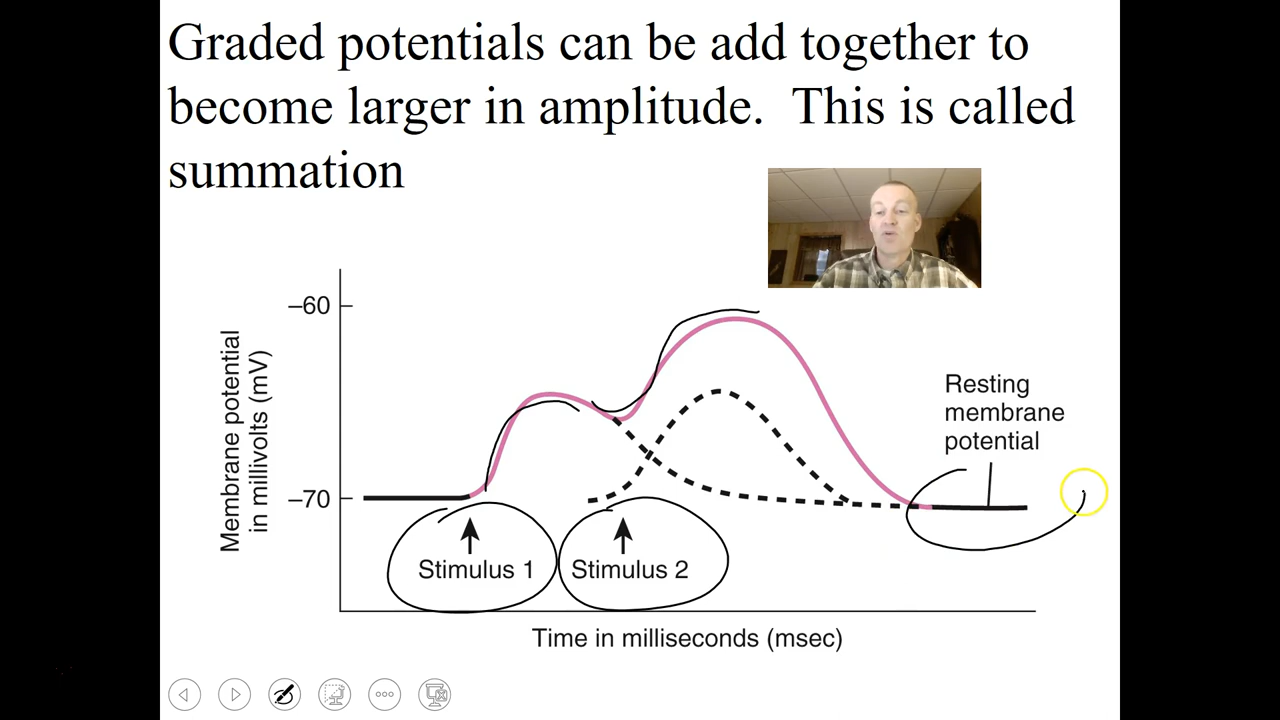 Graded potentials can be add together to
become larger in amplitude.  This is called
summation
–60
Membrane potential
in millivolts (mV)
Resting
membrane
potential
–70
Stimulus 1
Stimulus 2
Time in milliseconds (msec)